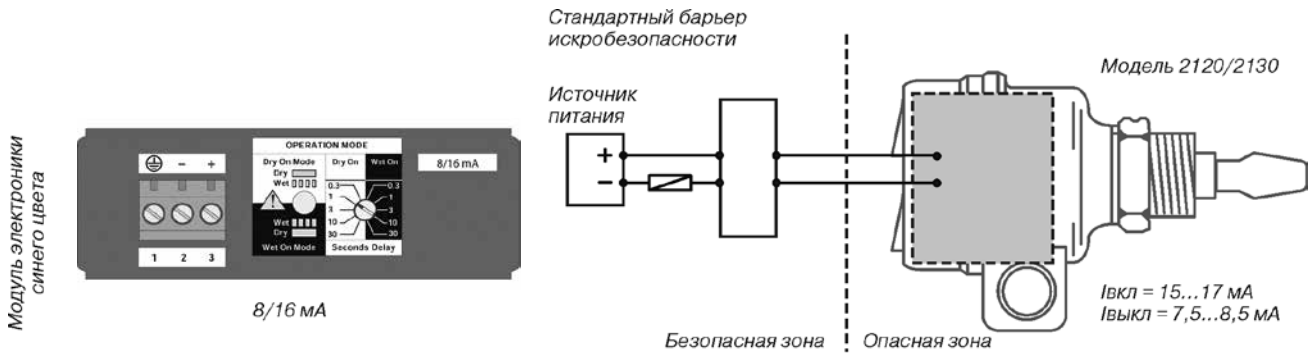 Модуль электроники
синего цвета
− +
OPERATION MODE
Dry On Mode
Dry
Wet
Wet
Dry
Wet On Mode
Dry On
Wet On
0.3 0.3
1 1
3 3
10 10
30 30
Seconds Delay
8/16 mA
1 2 3
8/16 мА
Стандартный барьер
искробезопасности
Источник
питания
+
−
Безопасная зона
Опасная зона
Модель 2120/2130
Iвкл = 15...17 мА
Iвыкл = 7,5...8,5 мА